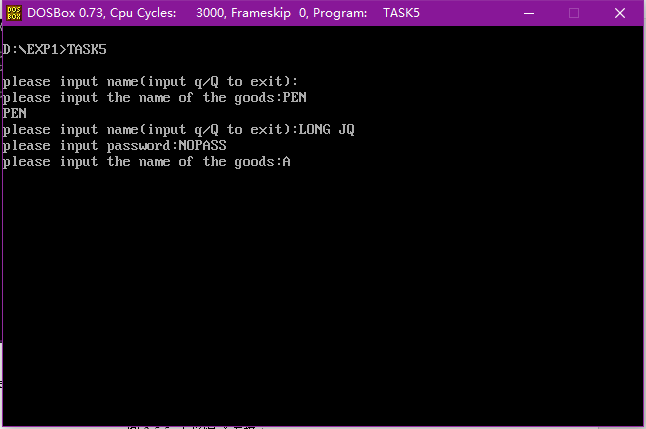 DOSBox 0.73, Cpu Cycles: 3000, Frameskip 0, Program: TASK5
D:\EXP1>TASK5
please input name(input q/Q to exit):
please input the name of the goods:PEN
PEN
please input name(input q/Q to exit):LONG JQ
please input password:NOPASS
please input the name of the goods:A